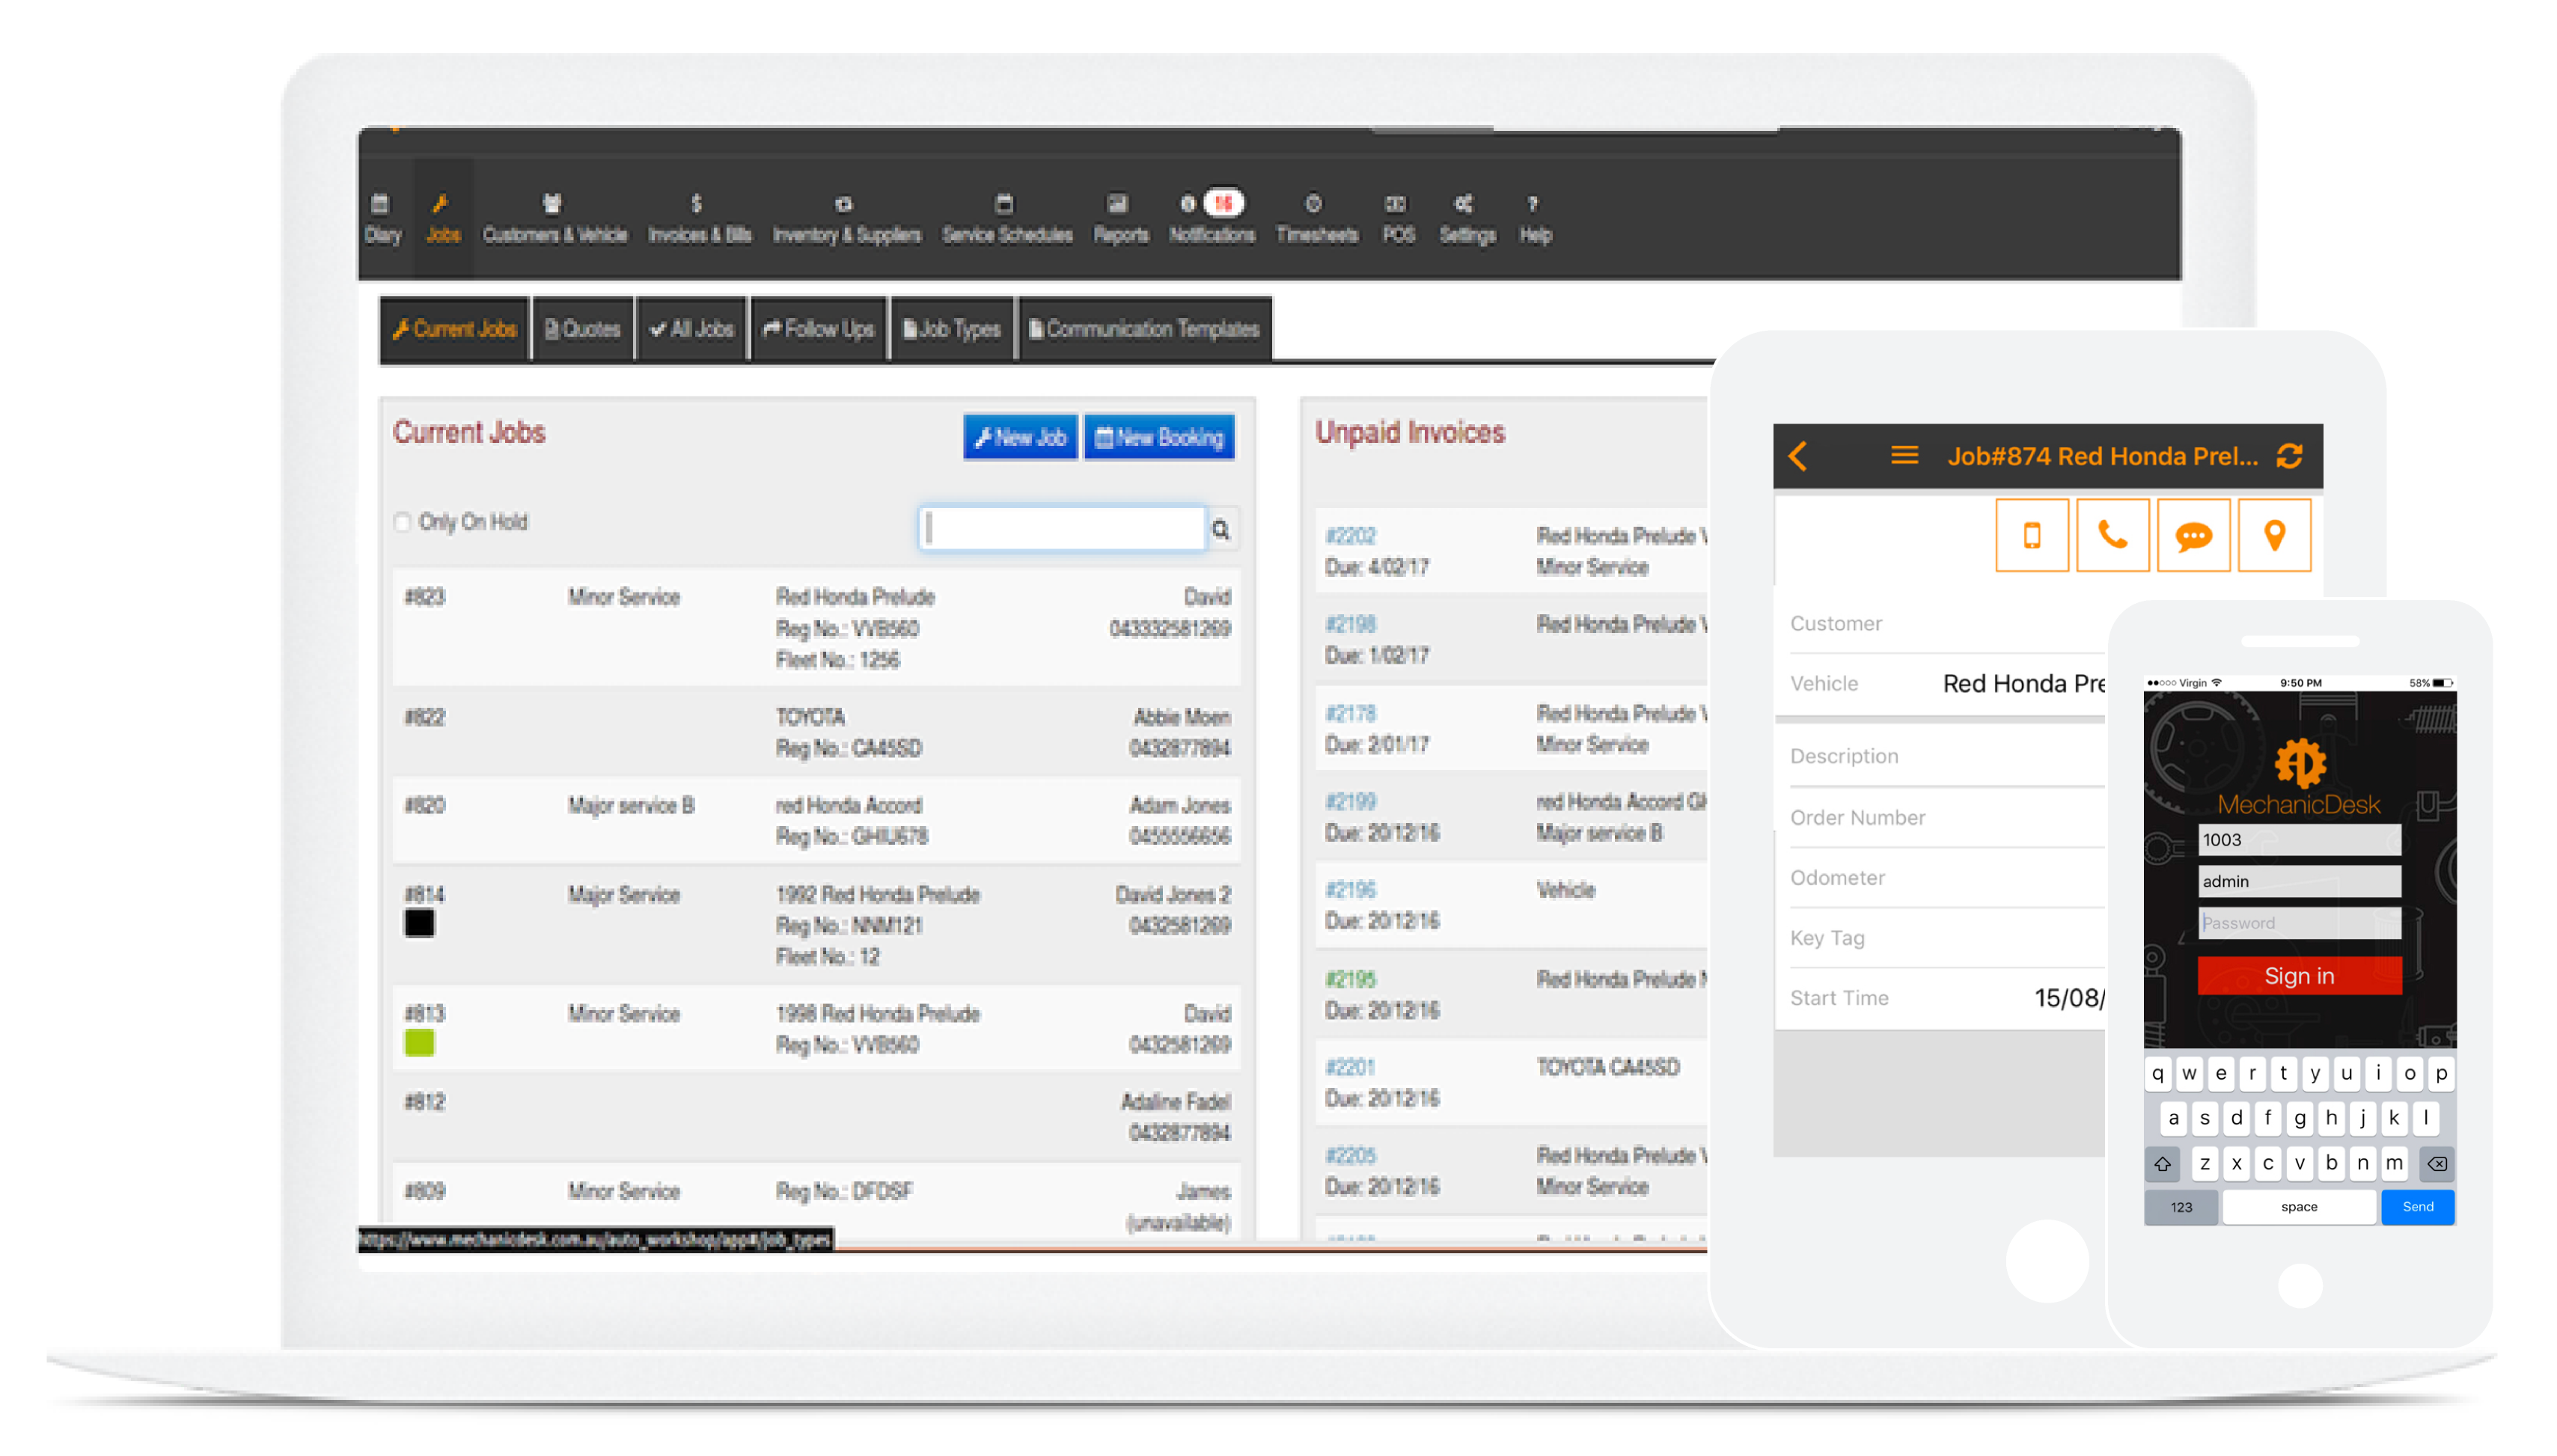 Diary
Jobs
Customers & Vehicle
Invoices & Bills
Inventory & Suppliers
Service Schedules
Reports
16
Notifications
Timesheets
POS
Settings
? Help
Current Jobs
Quotes
All Jobs
Follow Ups
Job Types
Communication Templates
Current Jobs
New Job
New Booking
Only On Hold
#823 Minor Service Red Honda Prelude David
Reg No.: VVB560 043332581269
Fleet No.: 1256
#822 TOYOTA Abbie Moen
Reg No.: CA45SD 0432877894
#820 Major service B red Honda Accord Adam Jones
Reg No.: GHIU678 0455556656
#814 Major Service 1992 Red Honda Prelude David Jones 2
Reg No.: NNM121 0432581269
Fleet No.: 12
#813 Minor Service 1998 Red Honda Prelude David
Reg No.: VVB560 0432581269
#812 Adaline Fadel
0432877894
#809 Minor Service Reg No.: DFDSF James
(unavailable)
https://www.mechanicdesk.com.au/auto_workshop/app#/job_types
Unpaid Invoices
#2202 Red Honda Prelude V
Due: 4/02/17 Minor Service
#2198 Red Honda Prelude V
Due: 1/02/17
#2178 Red Honda Prelude V
Due: 2/01/17 Minor Service
#2199 red Honda Accord GH
Due: 20/12/16 Major service B
#2196 Vehicle
Due: 20/12/16
#2195 Red Honda Prelude N
Due: 20/12/16
#2201 TOYOTA CA45SD
Due: 20/12/16
#2205 Red Honda Prelude V
Due: 20/12/16 Minor Service
Job#874 Red Honda Prel...
Customer
Vehicle Red Honda Pre
Description
Order Number
Odometer
Key Tag
Start Time 15/08/
Virgin 9:50 PM 58%
MechanicDesk
1003
admin
Password
Sign in
q w e r t y u i o p
a s d f g h j k l
z x c v b n m
123 space Send